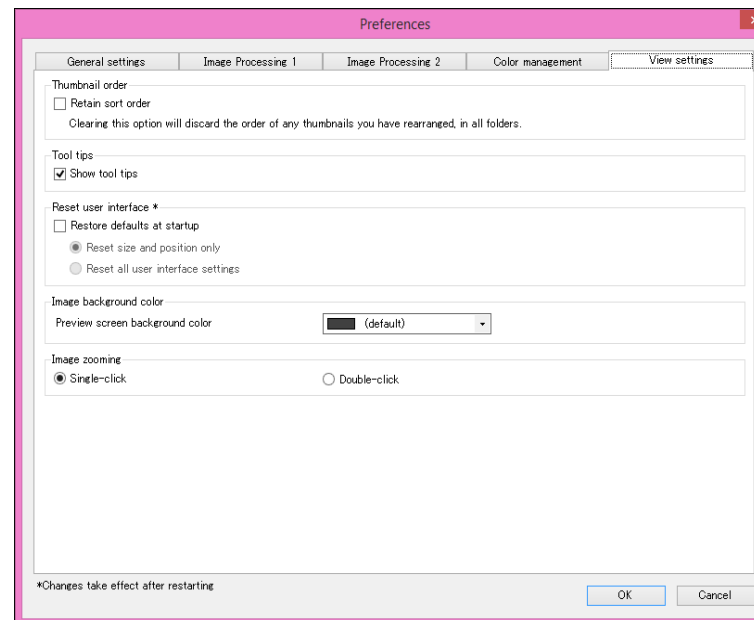 Preferences
General settings
Image Processing 1
Image Processing 2
Color management
View settings
Thumbnail order
Retain sort order
Clearing this option will discard the order of any thumbnails you have rearranged, in all folders.
Tool tips
Show tool tips
Reset user interface *
Restore defaults at startup
Reset size and position only
Reset all user interface settings
Image background color
Preview screen background color
(default)
Image zooming
Single-click
Double-click
*Changes take effect after restarting
OK
Cancel